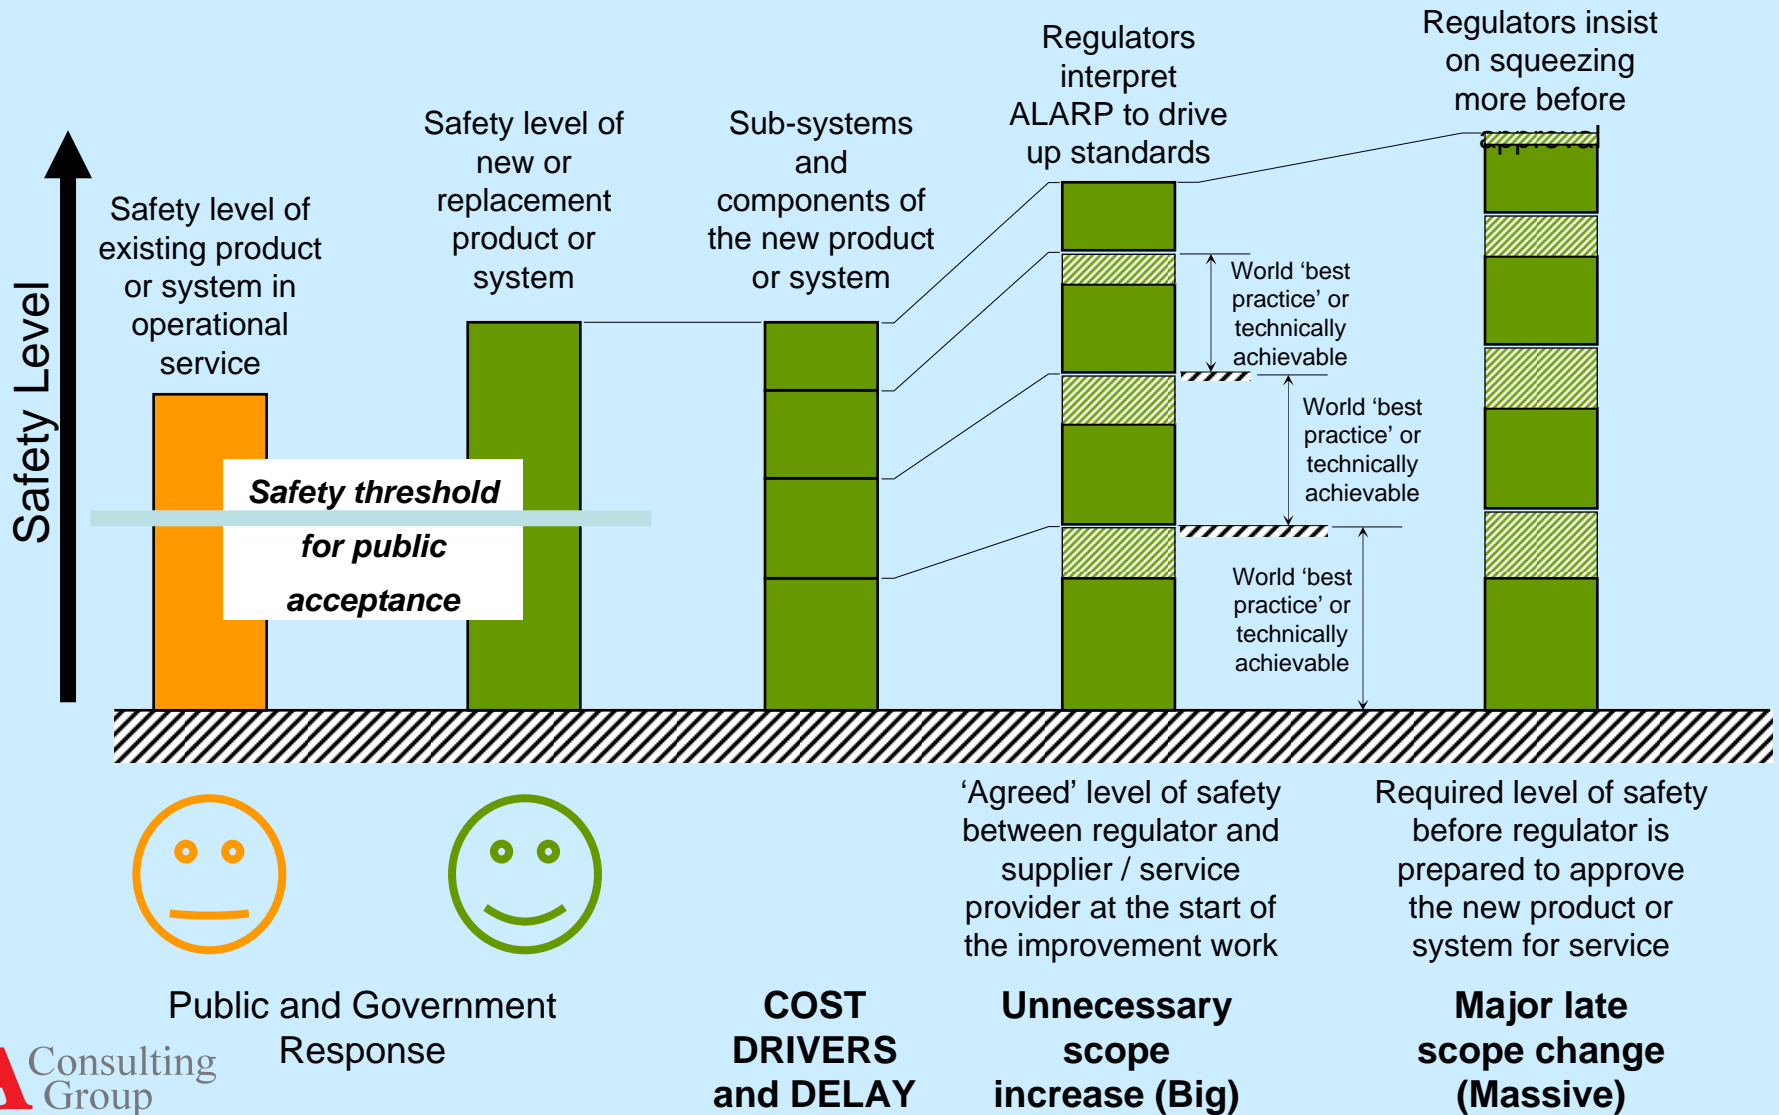 Safety Level
Safety level of
existing product
or system in
operational
service
Safety level of
new or
replacement
product or
system
Sub-systems
and
components of
the new product
or system
Regulators
interpret
ALARP to drive
up standards
Regulators insist
on squeezing
more before
approval
Safety threshold
for public
acceptance
World ‘best
practice’ or
technically
achievable
World ‘best
practice’ or
technically
achievable
World ‘best
practice’ or
technically
achievable
‘Agreed’ level of safety
between regulator and
supplier / service
provider at the start of
the improvement work
Required level of safety
before regulator is
prepared to approve
the new product or
system for service
Public and Government
Response
COST
DRIVERS
and DELAY
Unnecessary
scope
increase (Big)
Major late
scope change
(Massive)
A Consulting
Group